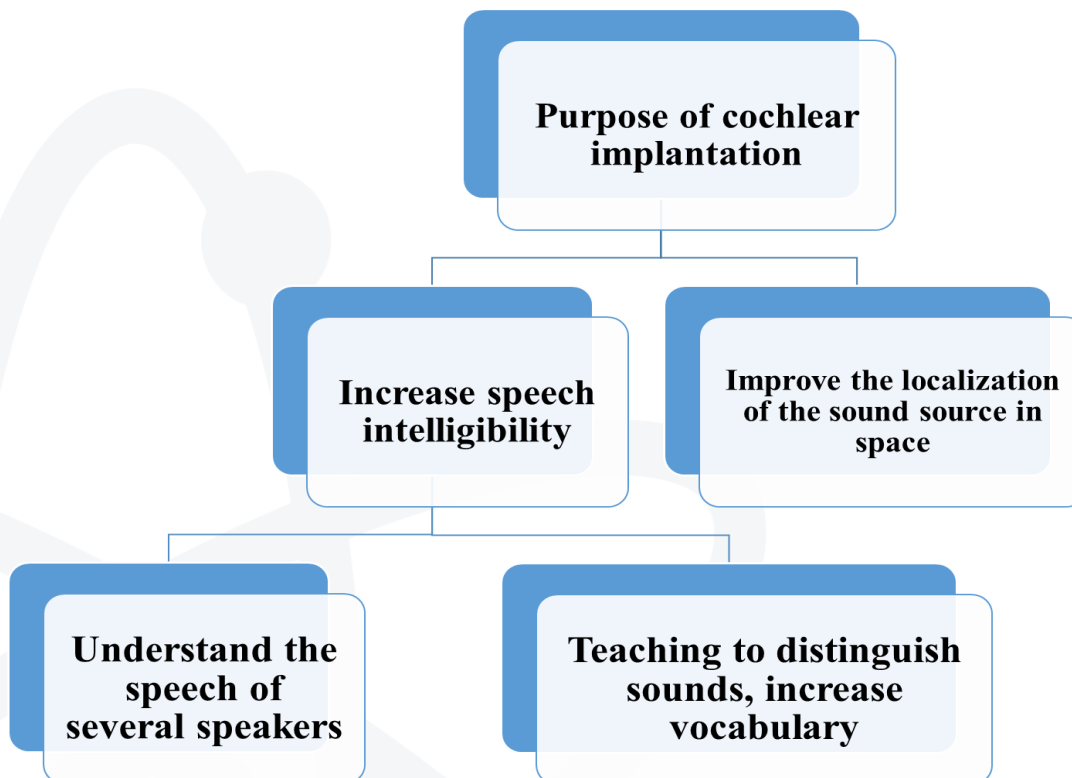 Purpose of cochlear
implantation
Increase speech
intelligibility
Improve the localization
of the sound source in
space
Understand the
speech of
several speakers
Teaching to distinguish
sounds, increase
vocabulary